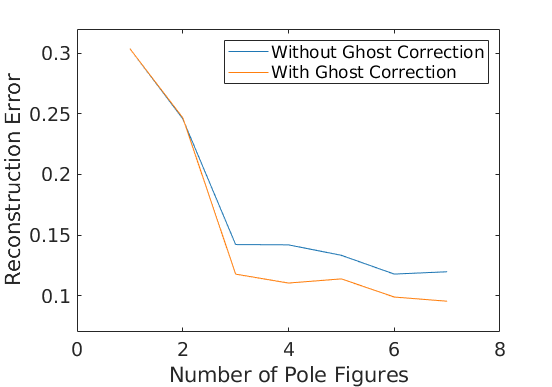 Without Ghost Correction
With Ghost Correction
0.3
0.25
0.2
0.15
0.1
Reconstruction Error
0 2 4 6 8
Number of Pole Figures